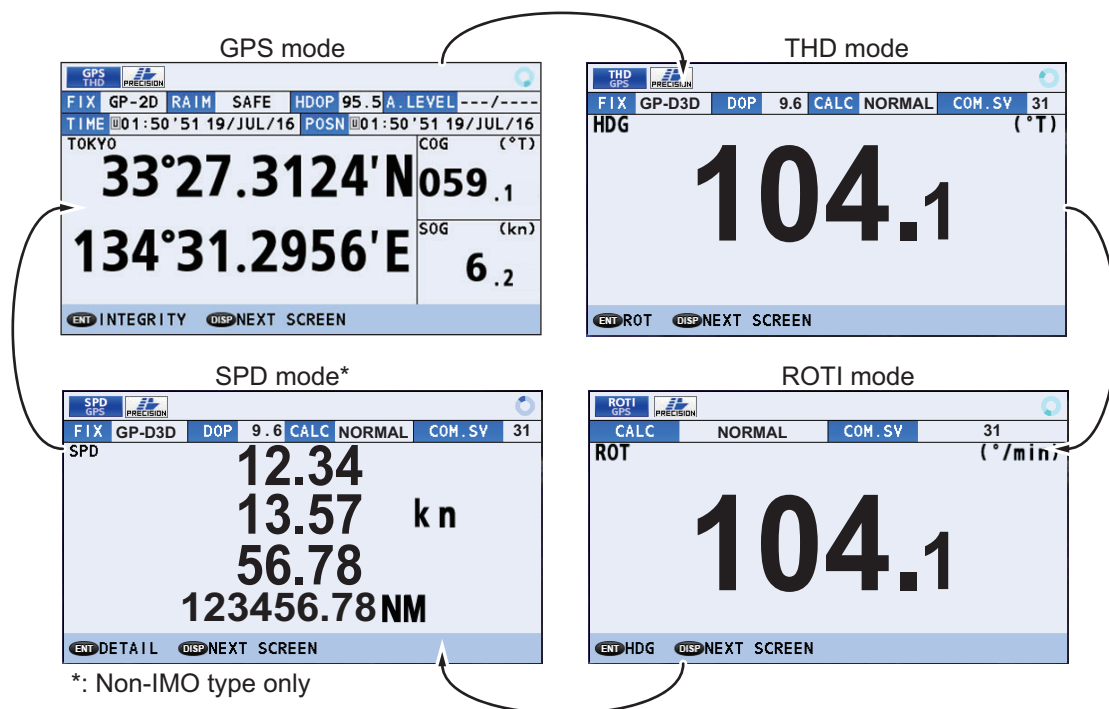 GPS mode
GPS
THD
PRECISION
FIX GP-2D RAIM SAFE HDOP 95.5 A.LEVEL ---/----
TIME U01:50'51 19/JUL/16 POSN U01:50'51 19/JUL/16
TOKYO
33°27.3124'N
134°31.2956'E
COG (°T)
059.1
SOG (kn)
6.2
ENT INTEGRITY DISP NEXT SCREEN
THD mode
THD
GPS
PRECISION
FIX GP-D3D DOP 9.6 CALC NORMAL COM.SV 31
HDG (°T)
104.1
ENT ROT DISP NEXT SCREEN
SPD mode*
SPD
GPS
PRECISION
FIX GP-D3D DOP 9.6 CALC NORMAL COM.SV 31
SPD
12.34
13.57 kn
56.78
123456.78 NM
ENT DETAIL DISP NEXT SCREEN
ROTI mode
ROTI
GPS
PRECISION
CALC NORMAL COM.SV 31
ROT (°/min)
104.1
ENT HDG DISP NEXT SCREEN
*: Non-IMO type only